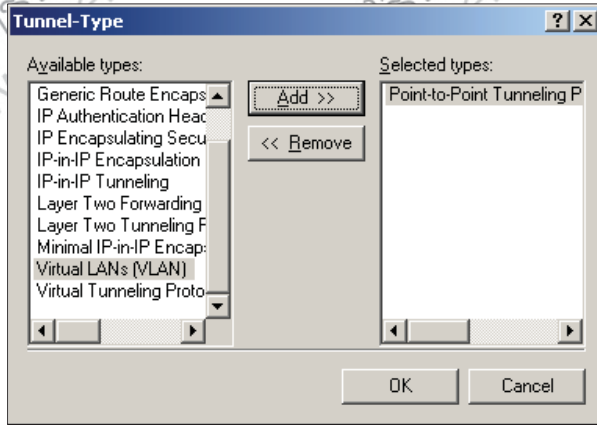 Tunnel-Type
Available types:
Generic Route Encaps
IP Authentication Head
IP Encapsulating Secu
IP-in-IP Encapsulation
IP-in-IP Tunneling
Layer Two Forwarding
Layer Two Tunneling P
Minimal IP-in-IP Encap
Virtual LANs (VLAN)
Virtual Tunneling Proto
Add >>
<< Remove
Selected types:
Point-to-Point Tunneling P
OK
Cancel